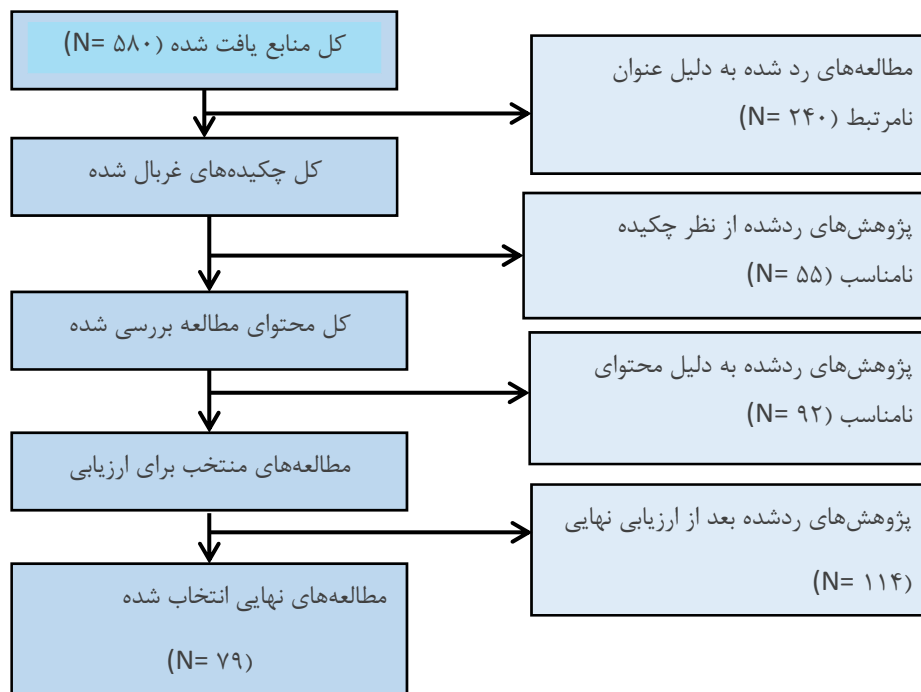 کل منابع یافت شده (N= ۵۸۰)
مطالعه‌های رد شده به دلیل عنوان
نامرتبط (N= ۲۴۰)
کل چکیده‌های غربال شده
پژوهش‌های ردشده از نظر چکیده
نامناسب (N= ۵۵)
کل محتوای مطالعه بررسی شده
پژوهش‌های ردشده به دلیل محتوای
نامناسب (N= ۹۲)
مطالعه‌های منتخب برای ارزیابی
پژوهش‌های ردشده بعد از ارزیابی نهایی
(N= ۱۱۴)
مطالعه‌های نهایی انتخاب شده
(N= ۷۹)